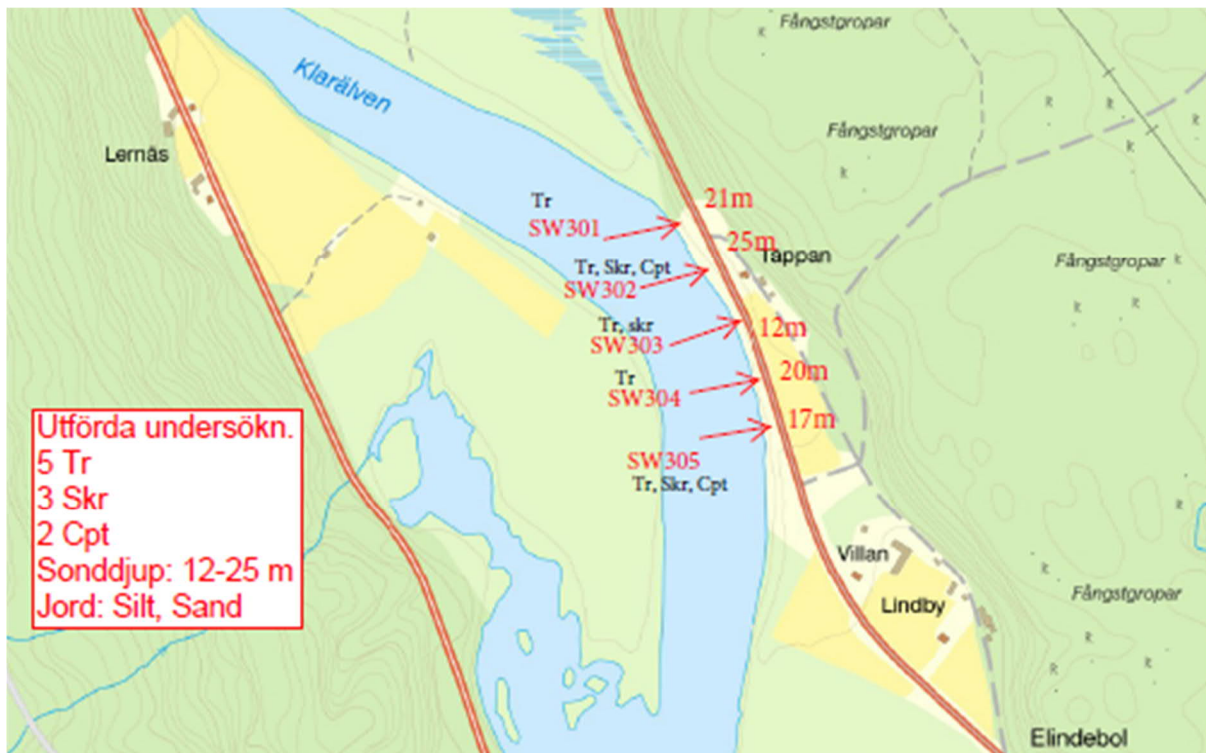 Fångstgropar
Klarälven
Fångstgropar
Lernäs
Tr
SW301
21m
25m
Tappan
Fångstgropar
Tr, Skr, Cpt
SW302
Tr, skr
SW303
12m
Tr
SW304
20m
17m
SW305
Tr, Skr, Cpt
Utförda undersökn.
5 Tr
3 Skr
2 Cpt
Sonddjup: 12-25 m
Jord: Silt, Sand
Villan
Lindby
Fångstgropar
Elindebol